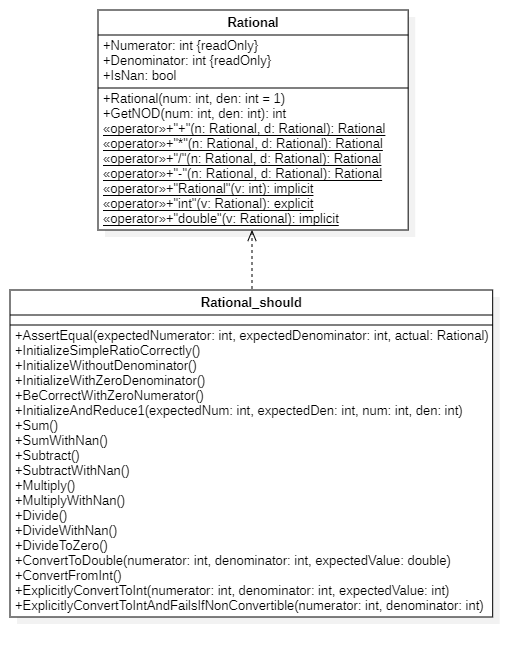 Rational
+Numerator: int {readOnly}
+Denominator: int {readOnly}
+IsNan: bool
+Rational(num: int, den: int = 1)
+GetNOD(num: int, den: int): int
«operator»+"+"(n: Rational, d: Rational): Rational
«operator»+"*"(n: Rational, d: Rational): Rational
«operator»+"/"(n: Rational, d: Rational): Rational
«operator»+"-"(n: Rational, d: Rational): Rational
«operator»+"Rational"(v: int): implicit
«operator»+"int"(v: Rational): explicit
«operator»+"double"(v: Rational): implicit
Rational_should
+AssertEqual(expectedNumerator: int, expectedDenominator: int, actual: Rational)
+InitializeSimpleRatioCorrectly()
+InitializeWithoutDenominator()
+InitializeWithZeroDenominator()
+BeCorrectWithZeroNumerator()
+InitializeAndReduce1(expectedNum: int, expectedDen: int, num: int, den: int)
+Sum()
+SumWithNan()
+Subtract()
+SubtractWithNan()
+Multiply()
+MultiplyWithNan()
+Divide()
+DivideWithNan()
+DivideToZero()
+ConvertToDouble(numerator: int, denominator: int, expectedValue: double)
+ConvertFromInt()
+ExplicitlyConvertToInt(numerator: int, denominator: int, expectedValue: int)
+ExplicitlyConvertToIntAndFailsIfNonConvertible(numerator: int, denominator: int)